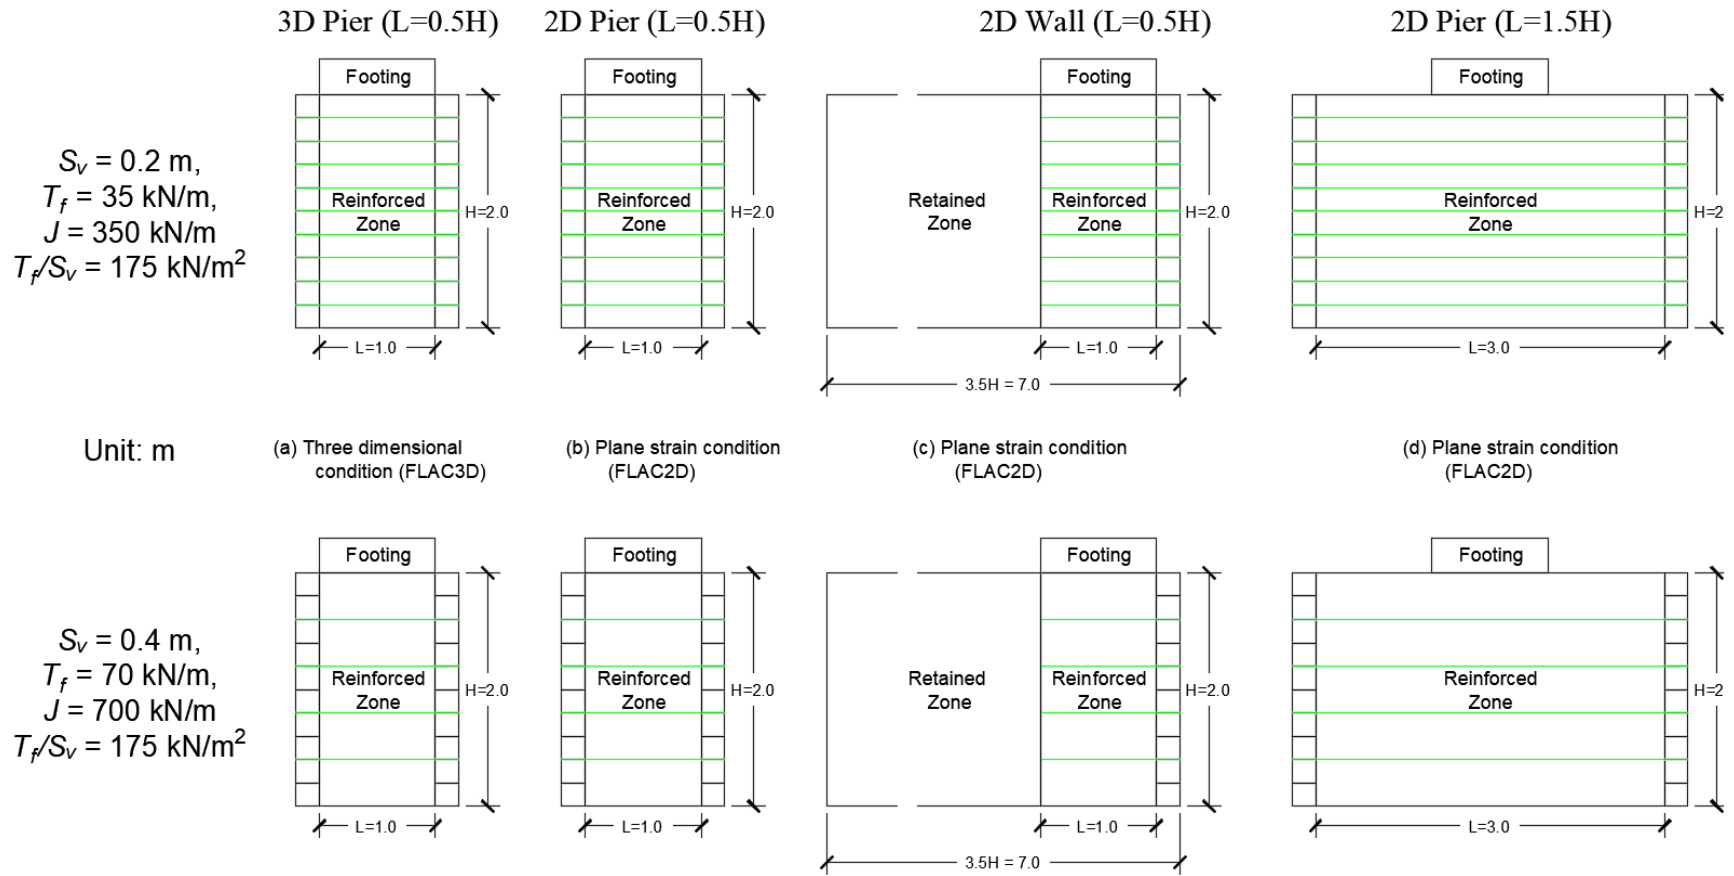 3D Pier (L=0.5H)
2D Pier (L=0.5H)
2D Wall (L=0.5H)
2D Pier (L=1.5H)
Footing
Footing
Footing
Footing
Sv = 0.2 m,
Tf = 35 kN/m,
J = 350 kN/m
Tf/Sv = 175 kN/m²
Reinforced
Zone
H=2.0
L=1.0
Reinforced
Zone
H=2.0
L=1.0
Retained
Zone
Reinforced
Zone
H=2.0
L=1.0
3.5H = 7.0
Reinforced
Zone
H=2
L=3.0
Unit: m
(a) Three dimensional
condition (FLAC3D)
(b) Plane strain condition
(FLAC2D)
(c) Plane strain condition
(FLAC2D)
(d) Plane strain condition
(FLAC2D)
Footing
Footing
Footing
Footing
Sv = 0.4 m,
Tf = 70 kN/m,
J = 700 kN/m
Tf/Sv = 175 kN/m²
Reinforced
Zone
H=2.0
L=1.0
Reinforced
Zone
H=2.0
L=1.0
Retained
Zone
Reinforced
Zone
H=2.0
L=1.0
3.5H = 7.0
Reinforced
Zone
H=2
L=3.0